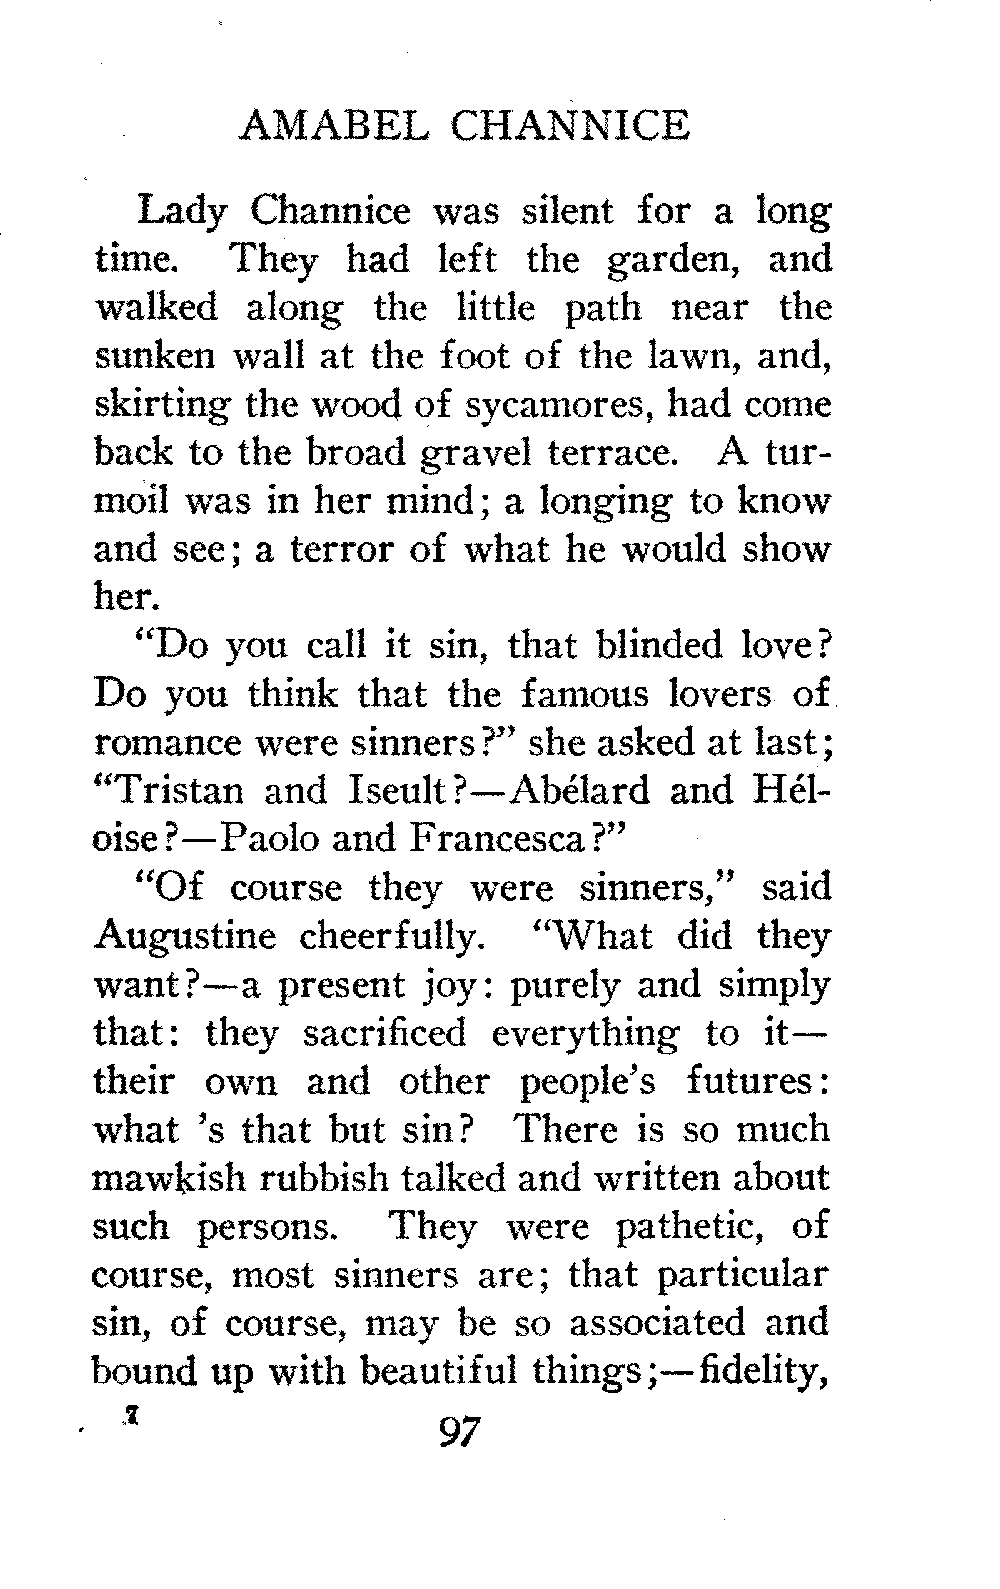 AMABEL CHANNICE
Lady Channice was silent for a long
time. They had left the garden, and
walked along the little path near the
sunken wall at the foot of the lawn, and,
skirting the wood of sycamores, had come
back to the broad gravel terrace. A tur-
moil was in her mind; a longing to know
and see; a terror of what he would show
her.
“Do you call it sin, that blinded love?
Do you think that the famous lovers of
romance were sinners?” she asked at last;
“Tristan and Iseult?—Abélard and Hél-
oise?—Paolo and Francesca?”
“Of course they were sinners,” said
Augustine cheerfully. “What did they
want?—a present joy: purely and simply
that: they sacrificed everything to it—
their own and other people’s futures:
what ’s that but sin? There is so much
mawkish rubbish talked and written about
such persons. They were pathetic, of
course, most sinners are; that particular
sin, of course, may be so associated and
bound up with beautiful things;—fidelity,
7
97